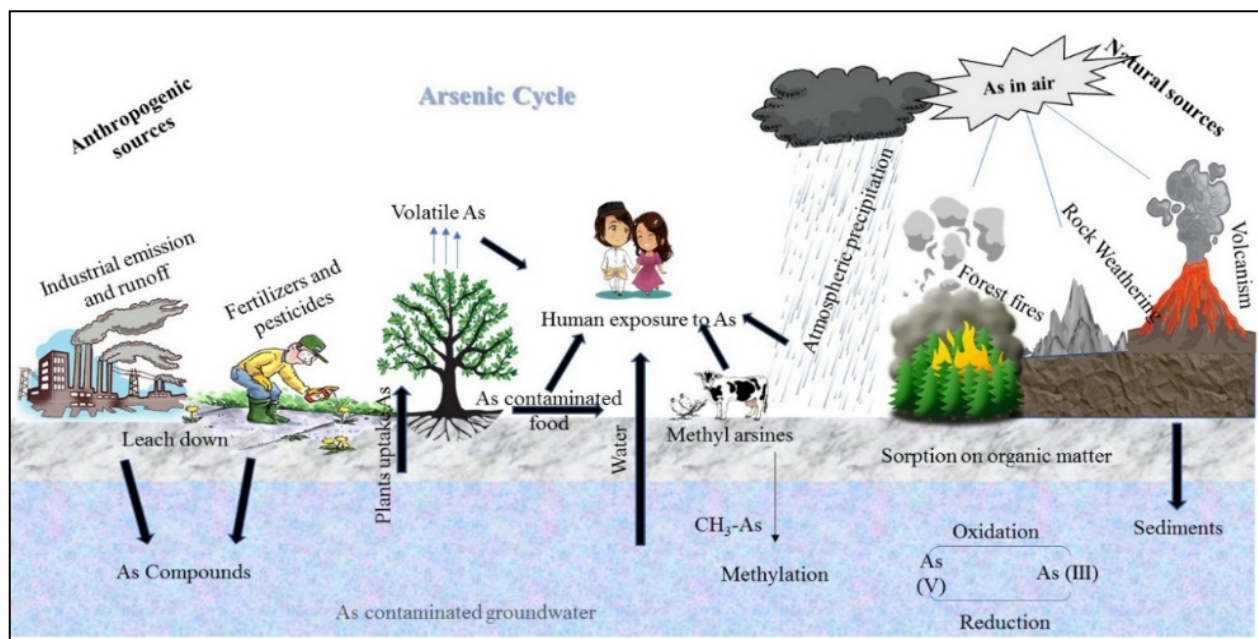 Anthropogenic
sources
Arsenic Cycle
As in air
Natural sources
Volatile As
Industrial emission
and runoff
Fertilizers and
pesticides
Human exposure to As
Atmospheric precipitation
Forest fires
Rock Weathering
Volcanism
Leach down
Plants uptake As
As contaminated
food
Water
Methyl arsines
Sorption on organic matter
CH₃-As
Methylation
Oxidation
As
(V)
As (III)
Reduction
Sediments
As Compounds
As contaminated groundwater